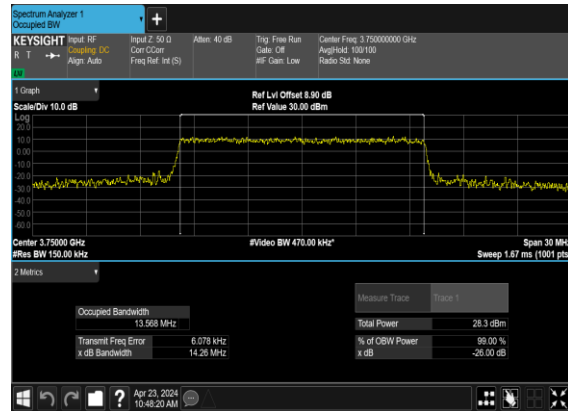 Spectrum Analyzer 1
Occupied BW
+
KEYSIGHT Input: RF Input Z: 50 Ω Atten: 40 dB Trig: Free Run Center Freq: 3.750000000 GHz
R T Coupling: DC Corr CCorr Gate: Off Avg|Hold: 100/100
Align: Auto Freq Ref: Int (S) #IF Gain: Low Radio Std: None
LU
1 Graph Ref Lvl Offset 8.90 dB
Scale/Div 10.0 dB Ref Value 30.00 dBm
Log
20.0
10.0
0.00
-10.0
-20.0
-30.0
-40.0
-50.0
-60.0
Center 3.75000 GHz #Video BW 470.00 kHz* Span 30 MHz
#Res BW 150.00 kHz Sweep 1.67 ms (1001 pts
2 Metrics
Measure Trace Trace 1
Occupied Bandwidth
13.568 MHz Total Power 28.3 dBm
Transmit Freq Error 6.078 kHz % of OBW Power 99.00 %
x dB Bandwidth 14.26 MHz x dB -26.00 dB
? Apr 23, 2024
10:48:20 AM